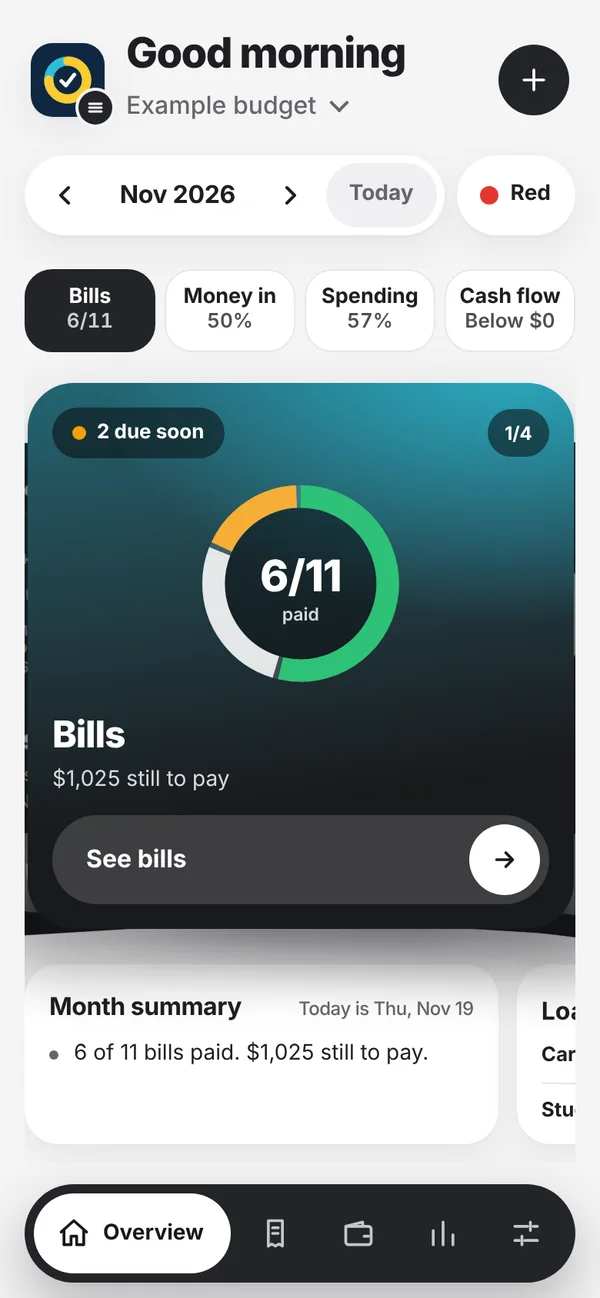 Good morning
Example budget
Nov 2026
Today
Red
Bills
6/11
Money in
50%
Spending
57%
Cash flow
Below $0
2 due soon
1/4
6/11
paid
Bills
$1,025 still to pay
See bills
Month summary
Today is Thu, Nov 19
6 of 11 bills paid. $1,025 still to pay.
Overview